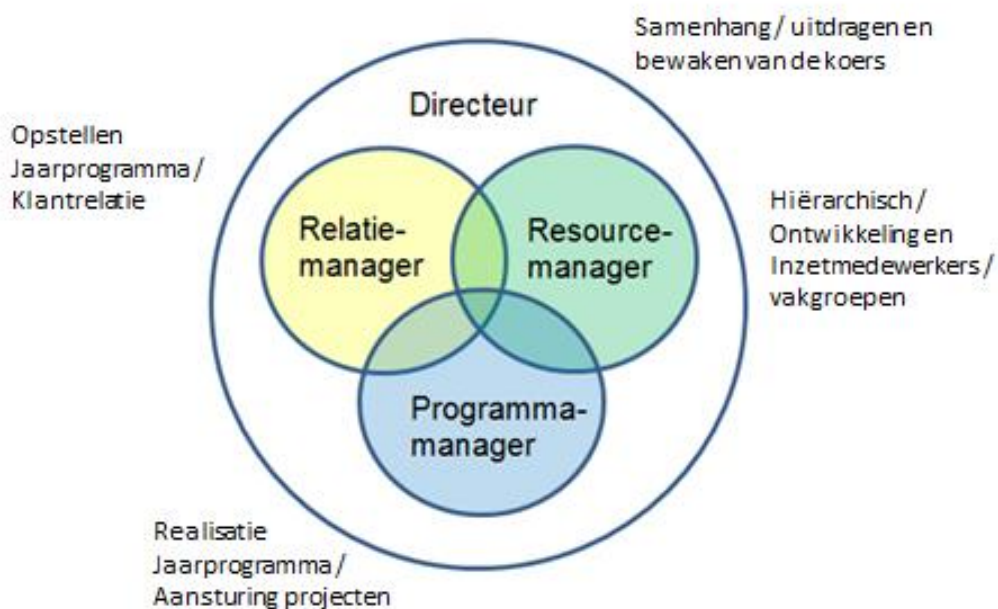 Samenhang/ uitdragen en
bewaken van de koers
Directeur
Opstellen
Jaarprogramma/
Klantrelatie
Relatie-
manager
Resource-
manager
Hiërarchisch/
Ontwikkeling en
Inzet medewerkers/
vakgroepen
Programma-
manager
Realisatie
Jaarprogramma/
Aansturing projecten